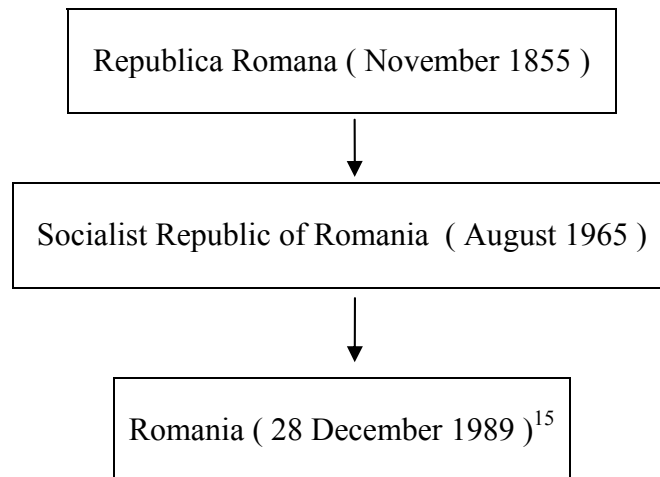 Republica Romana ( November 1855 )
Socialist Republic of Romania ( August 1965 )
Romania ( 28 December 1989 )15